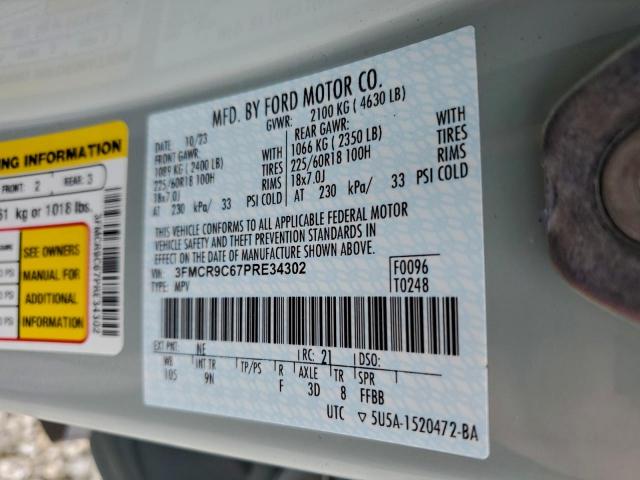 MFD. BY FORD MOTOR CO.
DATE 10/23 GVWR: 2100 KG ( 4630 LB)
FRONT GAWR: REAR GAWR:
1089 KG ( 2400 LB) WITH 1066 KG ( 2350 LB) WITH
225/60R18 100H TIRES 225/60R18 100H TIRES
18x7.0J RIMS 18x7.0J RIMS
AT 230 kPa/ 33 PSI COLD AT 230 kPa/ 33 PSI COLD
THIS VEHICLE CONFORMS TO ALL APPLICABLE FEDERAL MOTOR
VEHICLE SAFETY AND THEFT PREVENTION STANDARDS IN
EFFECT ON THE DATE OF MANUFACTURE SHOWN ABOVE.
VIN: 3FMCR9C67PRE34302 F0096
TYPE: MPV T0248
EXT PNT: NE RC: 21 DSO:
WB INT TR TP/PS R AXLE TR SPR
105 9N F 3D 8 FFBB
UTC ▽ 5U5A-1520472-BA
NG INFORMATION
FRONT: 2 REAR: 3
61 kg or 1018 lbs.
SEE OWNERS
MANUAL FOR
ADDITIONAL
INFORMATION
3FMCR9C67PRE34302